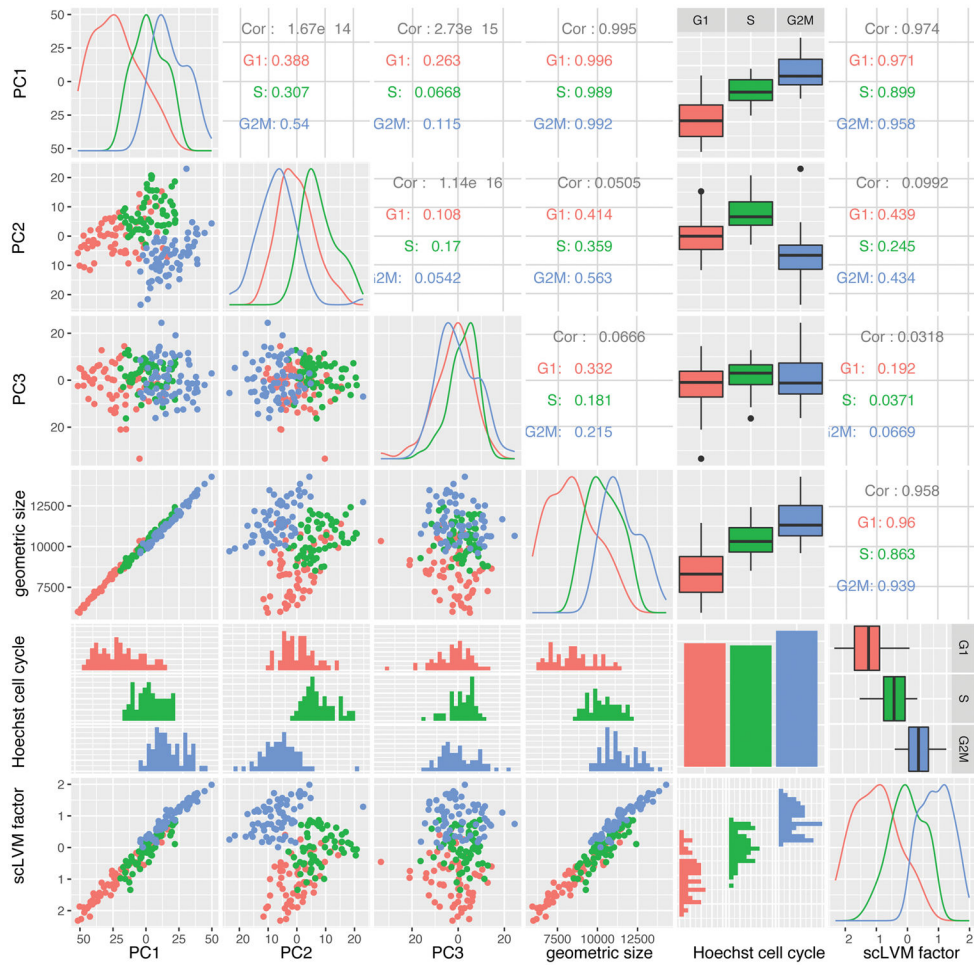 G1 S G2M
50 Cor : 1.67e 14 Cor : 2.73e 15 Cor : 0.995 Cor : 0.974
25 G1: 0.388 G1: 0.263 G1: 0.996 G1: 0.971
PC1 0 S: 0.307 S: 0.0668 S: 0.989 S: 0.899
25 G2M: 0.54 G2M: 0.115 G2M: 0.992 G2M: 0.958
50
20 Cor : 1.14e 16 Cor : 0.0505 Cor : 0.0992
10 G1: 0.108 G1: 0.414 G1: 0.439
PC2 0 S: 0.17 S: 0.359 S: 0.245
10 G2M: 0.0542 G2M: 0.563 G2M: 0.434
20
20 Cor : 0.0666 Cor : 0.0318
G1: 0.332 G1: 0.192
PC3 0 S: 0.181 S: 0.0371
G2M: 0.215 G2M: 0.0669
20
geometric size
12500 Cor : 0.958
G1: 0.96
10000 S: 0.863
7500 G2M: 0.939
Hoechst cell cycle
G1
S
G2M
scLVM factor
2
1
0
1
2
50 25 0 25 50 20 10 0 10 20 20 0 20 7500 10000 12500 2 1 0 1 2
PC1 PC2 PC3 geometric size Hoechst cell cycle scLVM factor